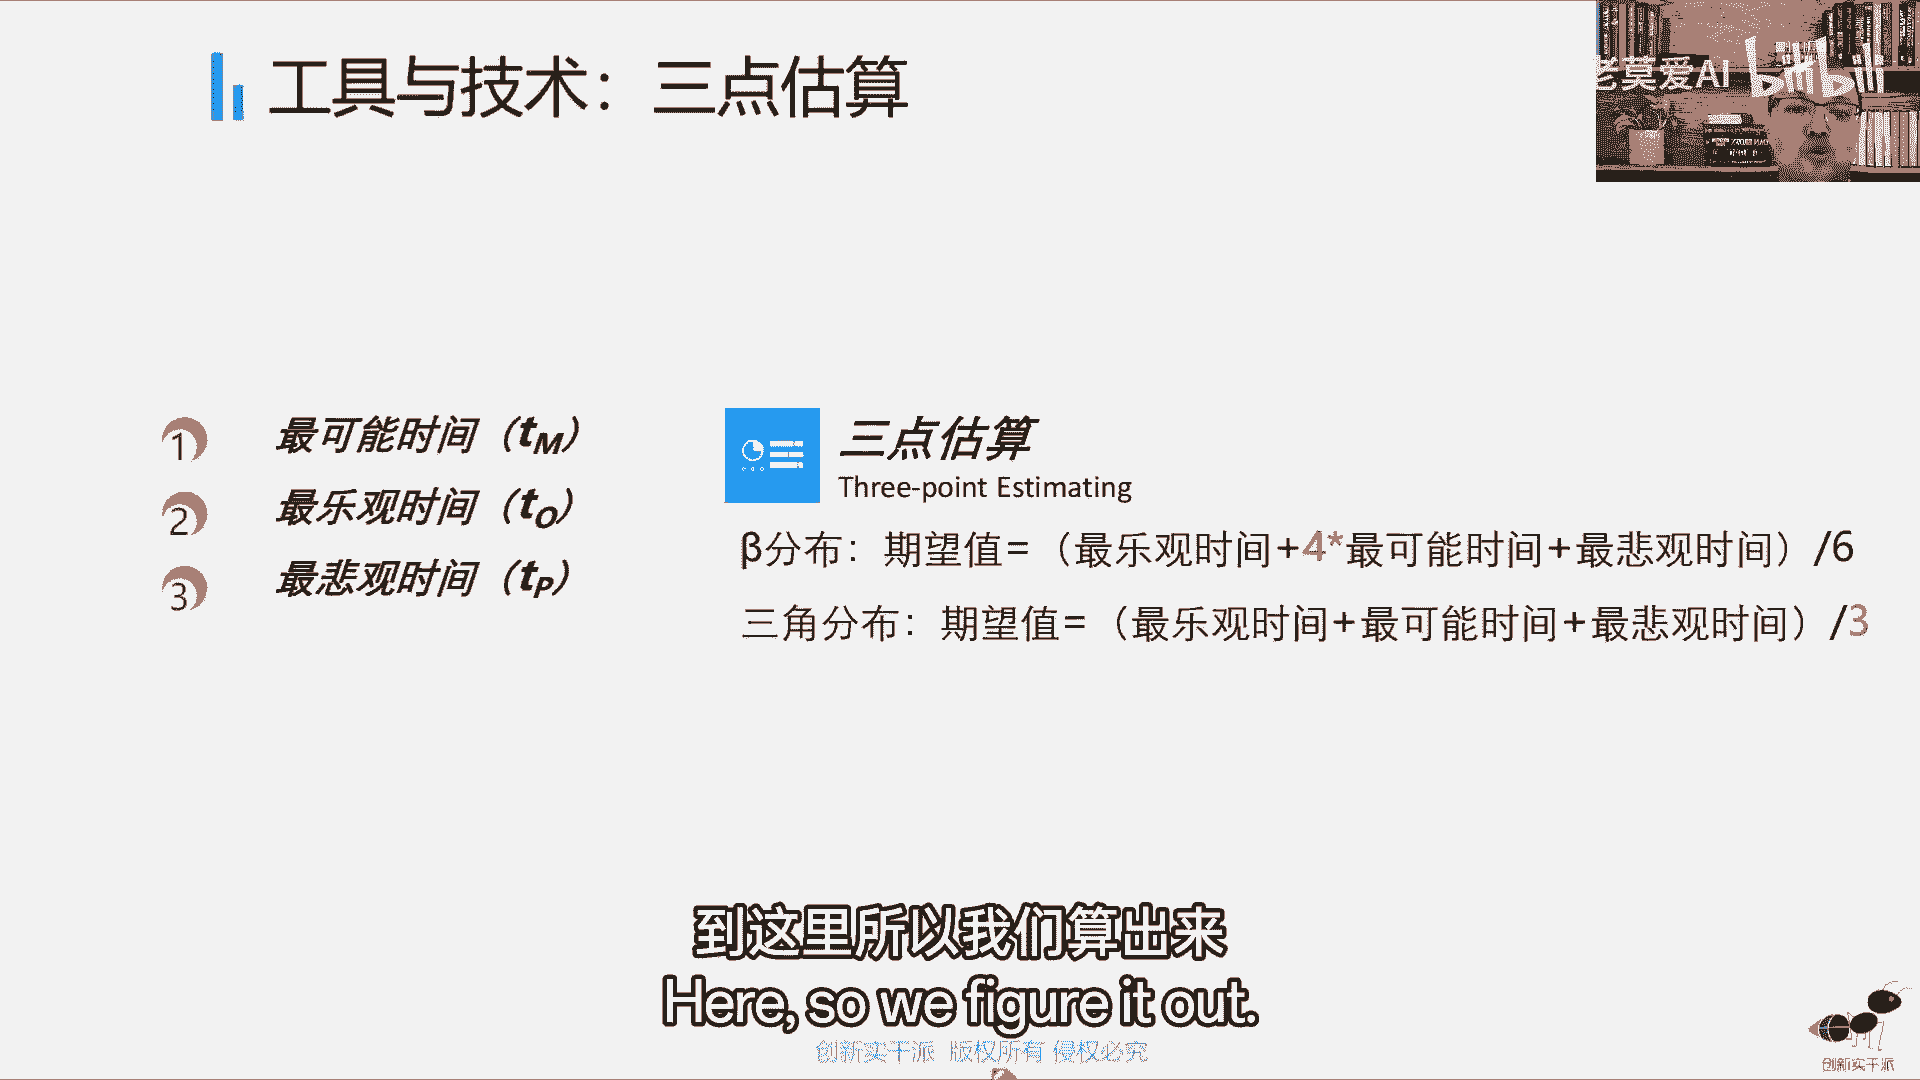 工具与技术：三点估算
老莫爱AI
bilibili
1 最可能时间（tM）
2 最乐观时间（tO）
3 最悲观时间（tP）
三点估算
Three-point Estimating
β分布：期望值=（最乐观时间+4*最可能时间+最悲观时间）/6
三角分布：期望值=（最乐观时间+最可能时间+最悲观时间）/3
到这里所以我们算出来
Here, so we figure it out.
创新实干派 版权所有 侵权必究
创新实干派